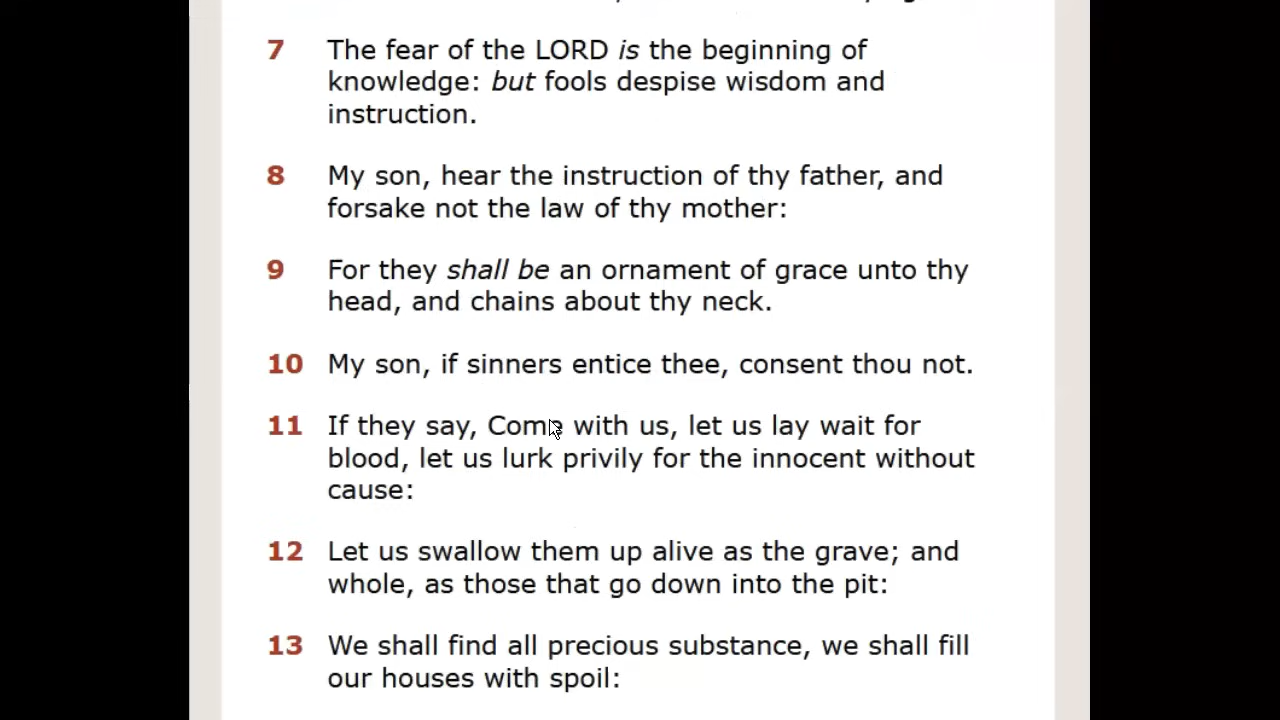 7 The fear of the LORD is the beginning of
knowledge: but fools despise wisdom and
instruction.
8 My son, hear the instruction of thy father, and
forsake not the law of thy mother:
9 For they shall be an ornament of grace unto thy
head, and chains about thy neck.
10 My son, if sinners entice thee, consent thou not.
11 If they say, Come with us, let us lay wait for
blood, let us lurk privily for the innocent without
cause:
12 Let us swallow them up alive as the grave; and
whole, as those that go down into the pit:
13 We shall find all precious substance, we shall fill
our houses with spoil: